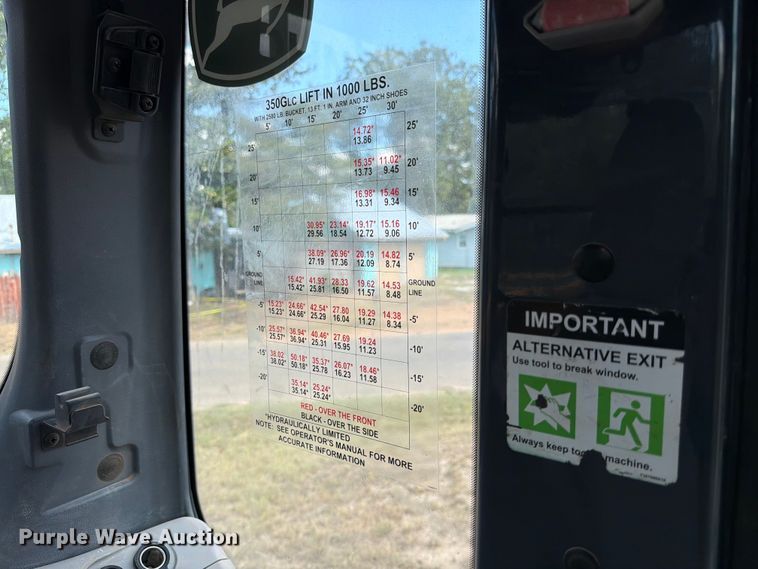 350GLC LIFT IN 1000 LBS.
WITH 2580 LB. BUCKET, 13 FT. 1 IN. ARM AND 32 INCH SHOES
5' 10' 15' 20' 25' 30'
25' 14.72* 25'
13.86
20' 15.35* 11.02* 20'
13.73 9.45
15' 16.98* 15.46 15'
13.31 9.34
10' 30.95* 23.14* 19.17* 15.16 10'
29.56 18.54 12.72 9.06
5' 38.09* 26.96* 20.19 14.82 5'
27.19 17.36 12.09 8.74
GROUND LINE 15.42* 41.93* 28.33 19.62 14.53 GROUND LINE
15.42* 25.81 16.50 11.57 8.48
-5' 15.23* 24.66* 42.54* 27.80 19.29 14.38 -5'
15.23* 24.66* 25.29 16.04 11.27 8.34
-10' 25.57* 36.94* 40.46* 27.69 19.24 -10'
25.57* 36.94* 25.31 15.95 11.23
-15' 38.02 50.18* 35.37* 26.07* 18.46* -15'
38.02* 50.18* 25.78 16.23 11.58
-20' 35.14* 25.24* -20'
35.14* 25.24*
RED - OVER THE FRONT
BLACK - OVER THE SIDE
*HYDRAULICALLY LIMITED
NOTE: SEE OPERATOR'S MANUAL FOR MORE
ACCURATE INFORMATION
IMPORTANT
ALTERNATIVE EXIT
Use tool to break window.
Always keep machine.
Purple Wave Auction